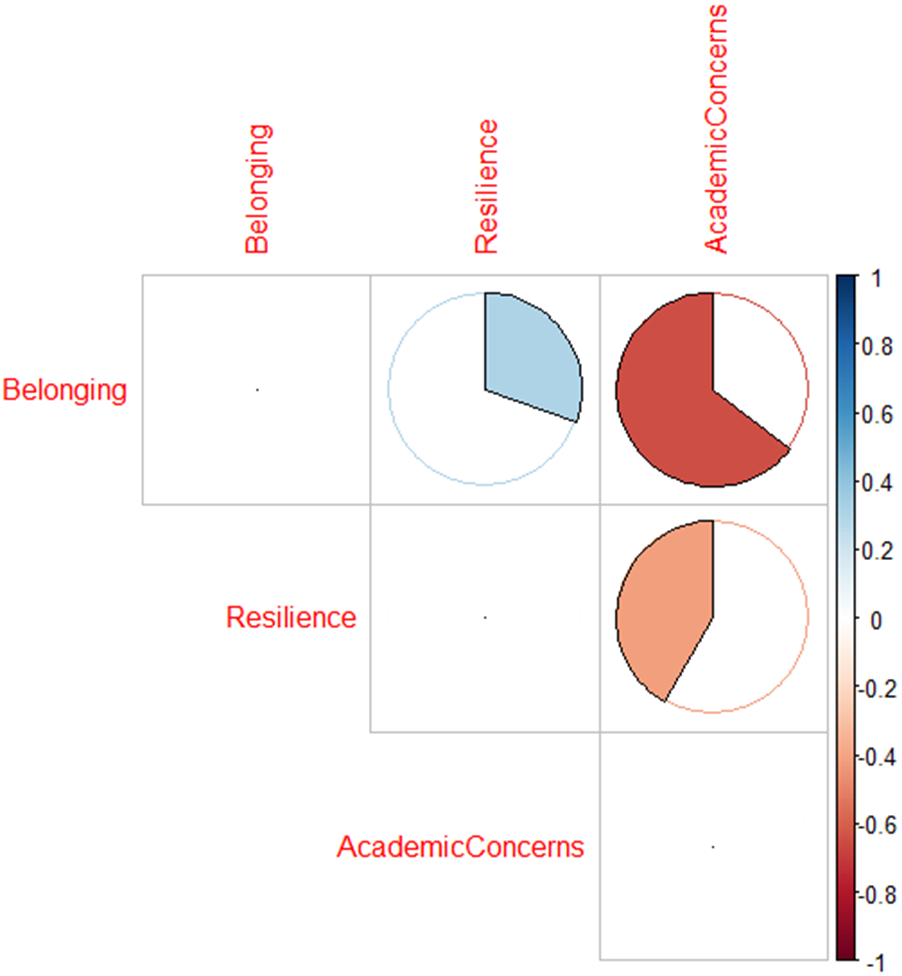 Belonging
Resilience
AcademicConcerns
Belonging
Resilience
AcademicConcerns
1
0.8
0.6
0.4
0.2
0
-0.2
-0.4
-0.6
-0.8
-1